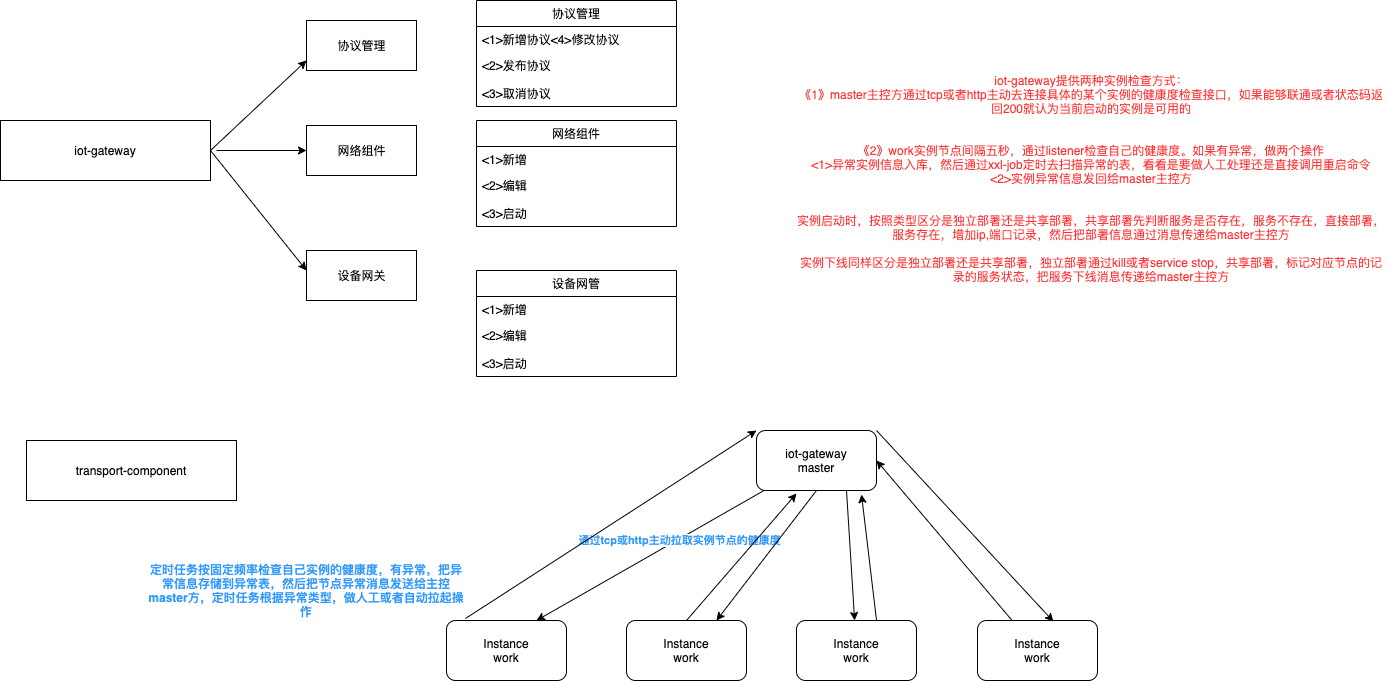 iot-gateway
协议管理
网络组件
设备网关
协议管理
<1>新增协议<4>修改协议
<2>发布协议
<3>取消协议
网络组件
<1>新增
<2>编辑
<3>启动
设备网管
<1>新增
<2>编辑
<3>启动
iot-gateway提供两种实例检查方式：
《1》master主控方通过tcp或者http主动去连接具体的某个实例的健康度检查接口，如果能够联通或者状态码返
回200就认为当前启动的实例是可用的
《2》work实例节点间隔五秒，通过listener检查自己的健康度。如果有异常，做两个操作
<1>异常实例信息入库，然后通过xxl-job定时去扫描异常的表，看看是要做人工处理还是直接调用重启命令
<2>实例异常信息发回给master主控方
实例启动时，按照类型区分是独立部署还是共享部署，共享部署先判断服务是否存在，服务不存在，直接部署，
服务存在，增加ip,端口记录，然后把部署信息通过消息传递给master主控方
实例下线同样区分是独立部署还是共享部署，独立部署通过kill或者service stop，共享部署，标记对应节点的记
录的服务状态，把服务下线消息传递给master主控方
transport-component
iot-gateway
master
通过tcp或http主动拉取实例节点的健康度
定时任务按固定频率检查自己实例的健康度，有异常，把异
常信息存储到异常表，然后把节点异常消息发送给主控
master方，定时任务根据异常类型，做人工或者自动拉起操
作
Instance
work
Instance
work
Instance
work
Instance
work